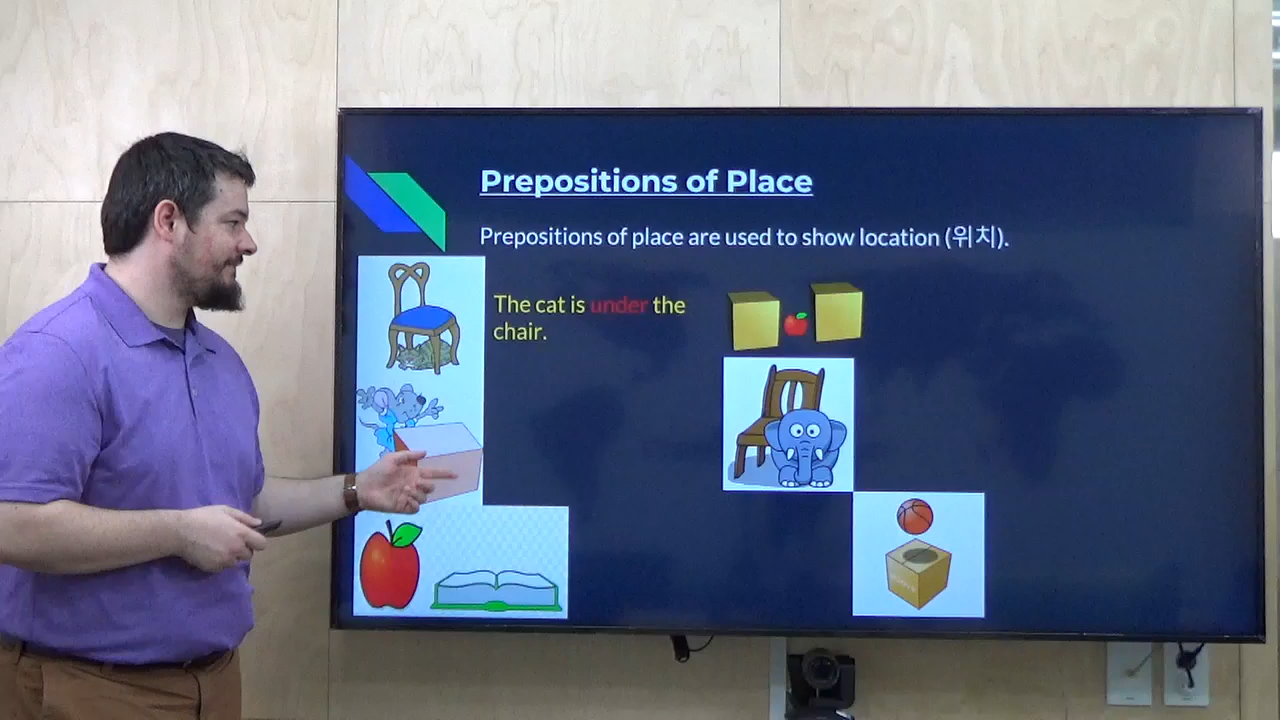 Prepositions of Place
Prepositions of place are used to show location (위치).
The cat is under the
chair.